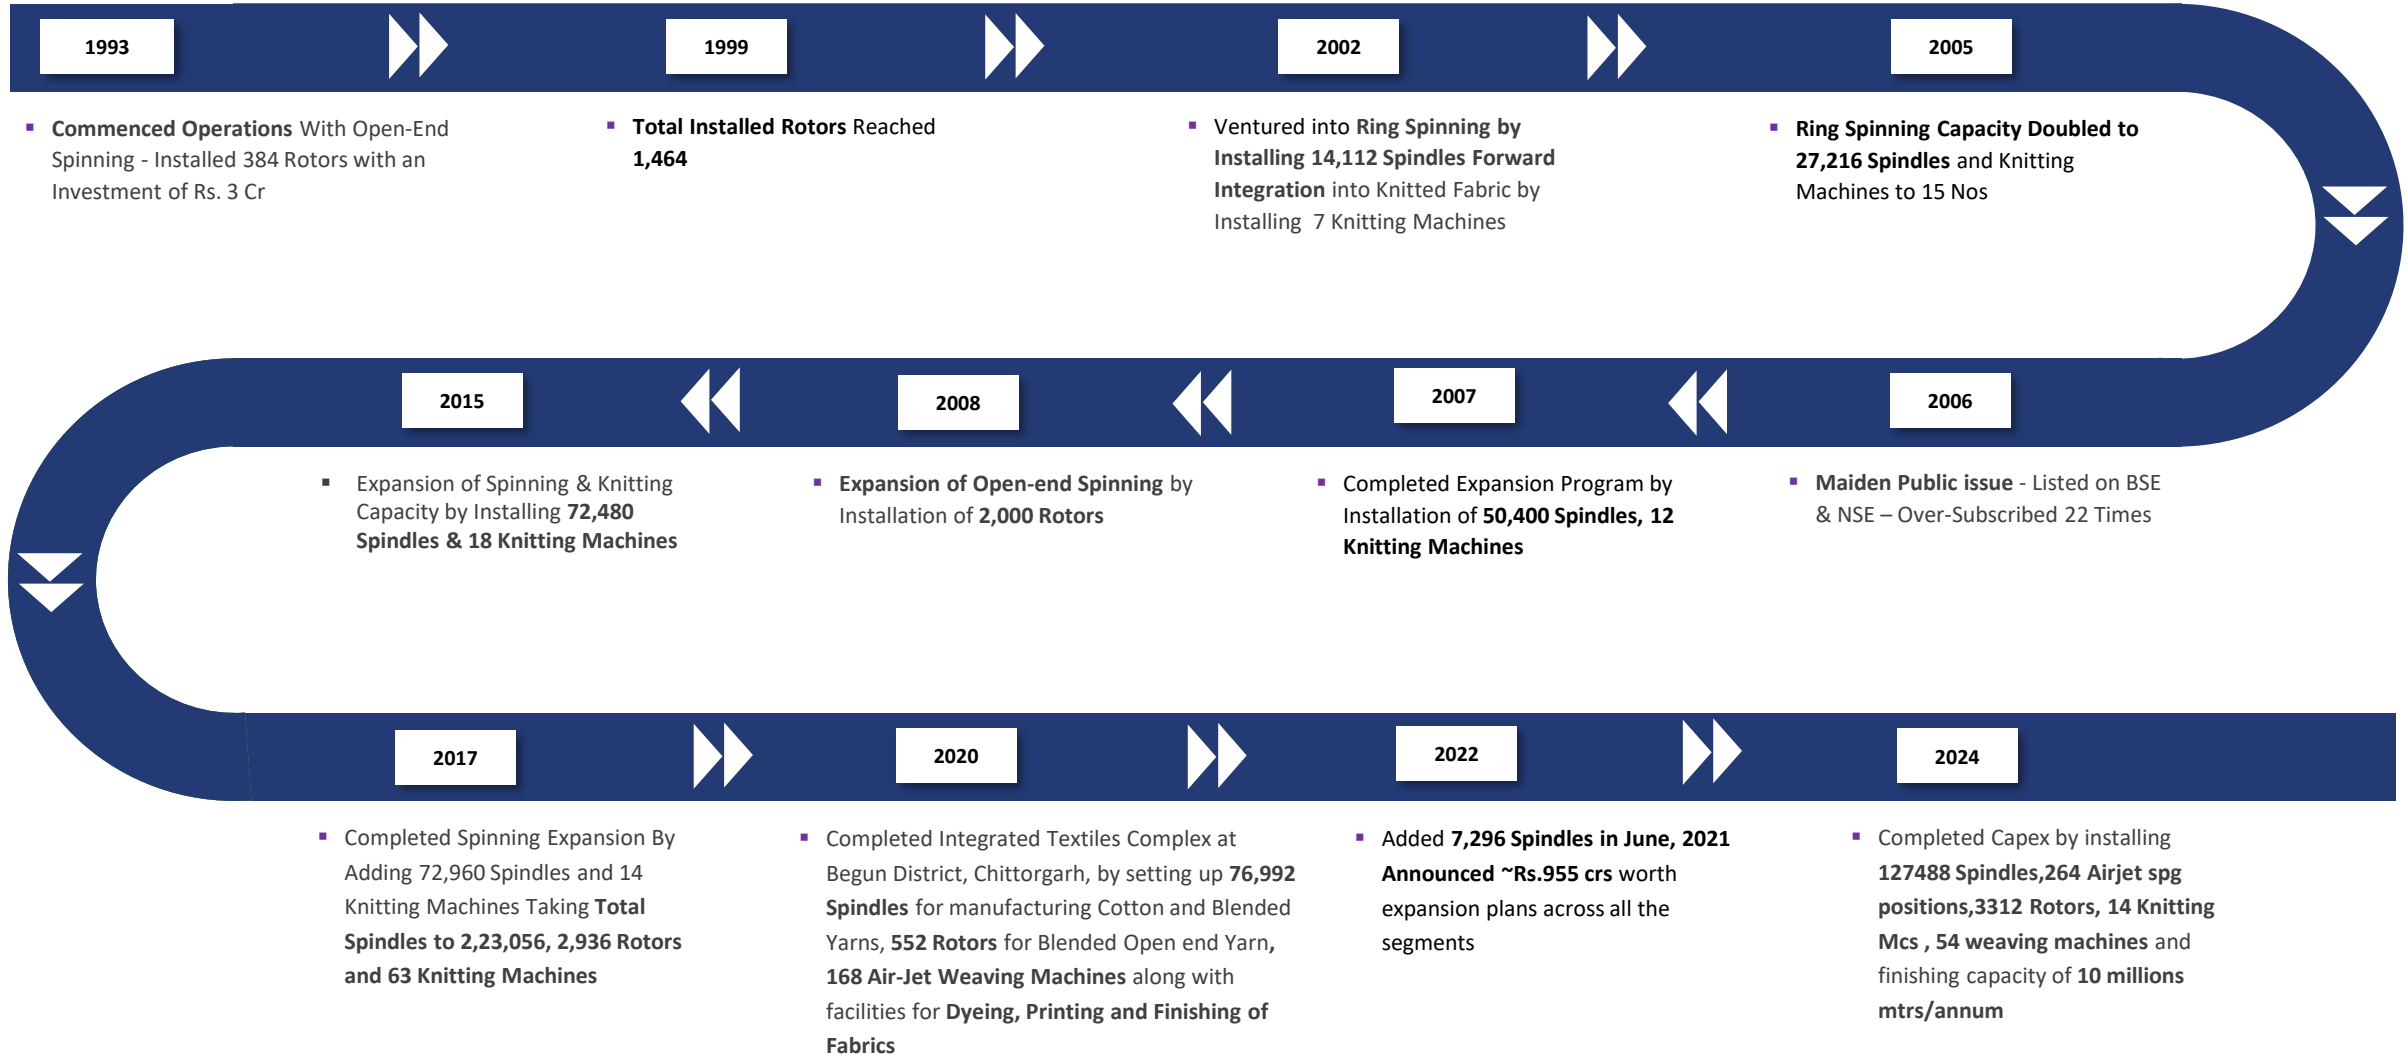 1993
Commenced Operations With Open-End
Spinning - Installed 384 Rotors with an
Investment of Rs. 3 Cr
1999
Total Installed Rotors Reached
1,464
2002
Ventured into Ring Spinning by
Installing 14,112 Spindles Forward
Integration into Knitted Fabric by
Installing 7 Knitting Machines
2005
Ring Spinning Capacity Doubled to
27,216 Spindles and Knitting
Machines to 15 Nos
2006
Maiden Public issue - Listed on BSE
& NSE – Over-Subscribed 22 Times
2007
Completed Expansion Program by
Installation of 50,400 Spindles, 12
Knitting Machines
2008
Expansion of Open-end Spinning by
Installation of 2,000 Rotors
2015
Expansion of Spinning & Knitting
Capacity by Installing 72,480
Spindles & 18 Knitting Machines
2017
Completed Spinning Expansion By
Adding 72,960 Spindles and 14
Knitting Machines Taking Total
Spindles to 2,23,056, 2,936 Rotors
and 63 Knitting Machines
2020
Completed Integrated Textiles Complex at
Begun District, Chittorgarh, by setting up 76,992
Spindles for manufacturing Cotton and Blended
Yarns, 552 Rotors for Blended Open end Yarn,
168 Air-Jet Weaving Machines along with
facilities for Dyeing, Printing and Finishing of
Fabrics
2022
Added 7,296 Spindles in June, 2021
Announced ~Rs.955 crs worth
expansion plans across all the
segments
2024
Completed Capex by installing
127488 Spindles,264 Airjet spg
positions,3312 Rotors, 14 Knitting
Mcs , 54 weaving machines and
finishing capacity of 10 millions
mtrs/annum